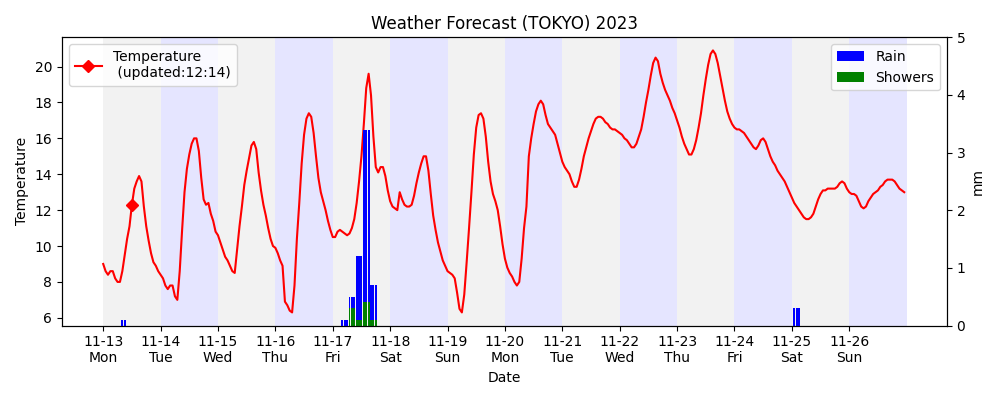 Weather Forecast (TOKYO) 2023
Temperature
(updated:12:14)
Rain
Showers
Temperature
20
18
16
14
12
10
8
6
5
4
3
2
1
0
mm
11-13 11-14 11-15 11-16 11-17 11-18 11-19 11-20 11-21 11-22 11-23 11-24 11-25 11-26
Mon Tue Wed Thu Fri Sat Sun Mon Tue Wed Thu Fri Sat Sun
Date